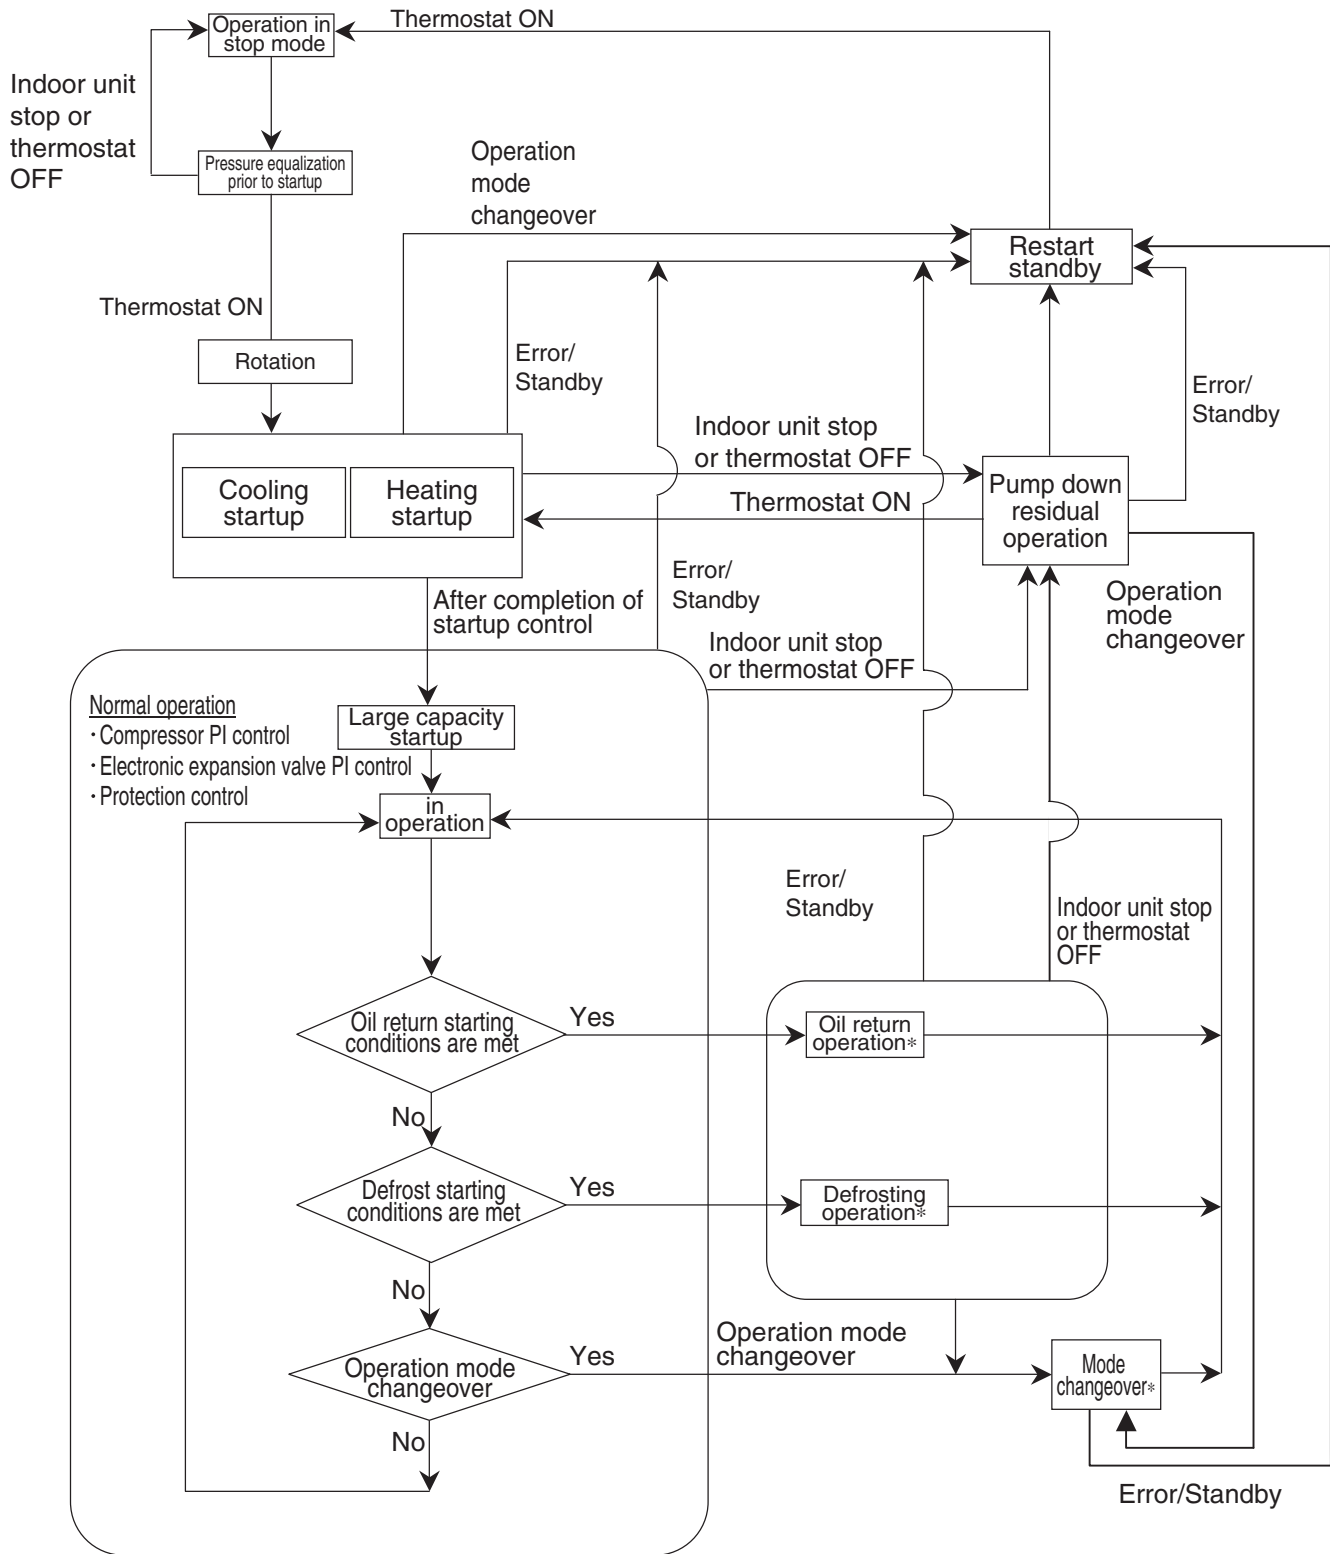 Operation in
stop mode
Thermostat ON
Indoor unit
stop or
thermostat
OFF
Pressure equalization
prior to startup
Operation
mode
changeover
Restart
standby
Thermostat ON
Rotation
Error/
Standby
Error/
Standby
Indoor unit stop
or thermostat OFF
Cooling
startup
Heating
startup
Thermostat ON
Pump down
residual
operation
Error/
Standby
Operation
mode
changeover
After completion of
startup control
Indoor unit stop
or thermostat OFF
Normal operation
・Compressor PI control
・Electronic expansion valve PI control
・Protection control
Large capacity
startup
in
operation
Error/
Standby
Indoor unit stop
or thermostat
OFF
Oil return starting
conditions are met
Yes
Oil return
operation*
No
Defrost starting
conditions are met
Yes
Defrosting
operation*
No
Operation mode
changeover
Yes
Operation mode
changeover
Mode
changeover*
No
Error/Standby